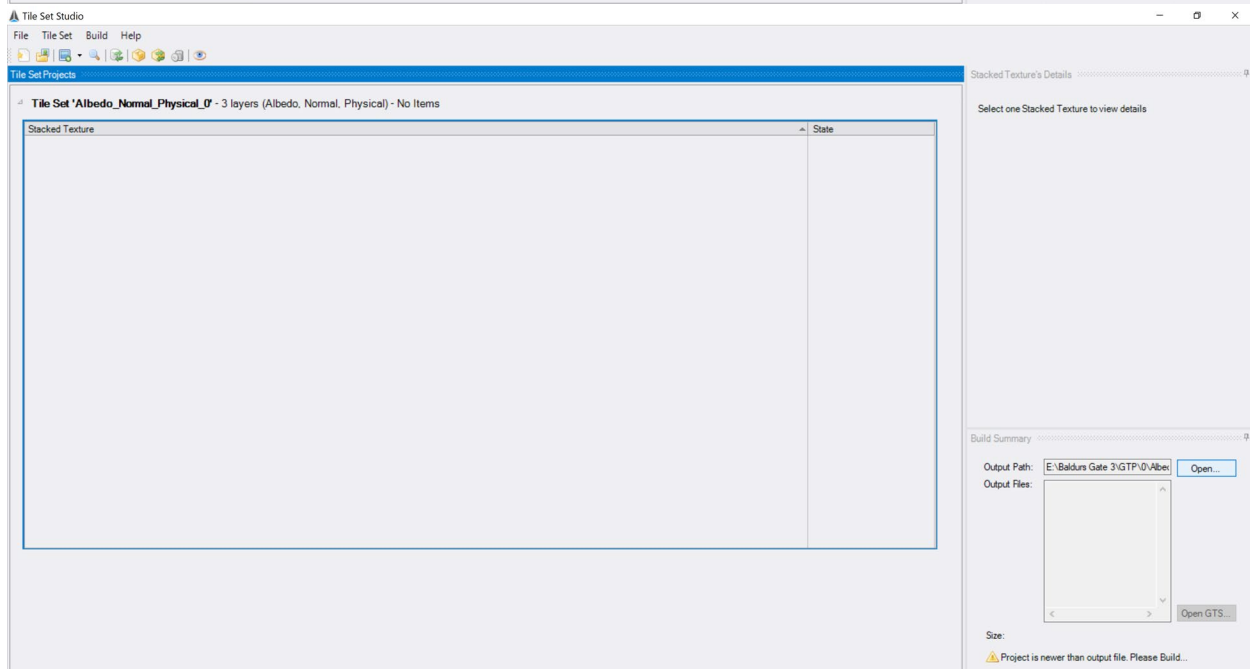 Tile Set Studio
File Tile Set Build Help
Tile Set Projects
Tile Set 'Albedo_Normal_Physical_0' - 3 layers (Albedo, Normal, Physical) - No Items
Stacked Texture
State
Stacked Texture's Details
Select one Stacked Texture to view details
Build Summary
Output Path: E:\Baldurs Gate 3\GTP\0\Albe Open...
Output Files:
Open GTS...
Size:
Project is newer than output file. Please Build...